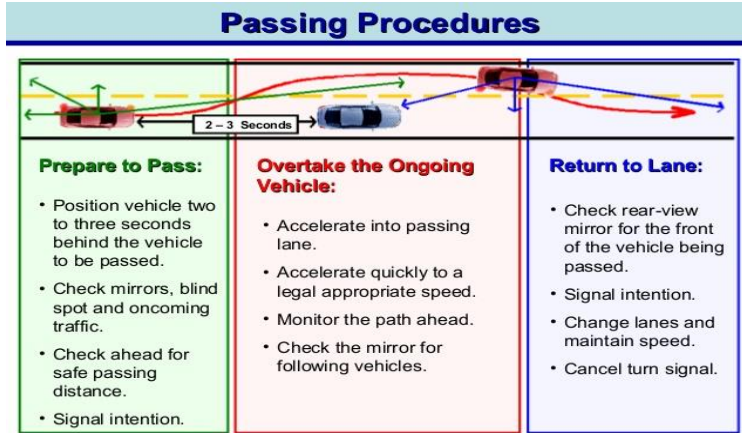 Passing Procedures
2 – 3 Seconds
Prepare to Pass:
• Position vehicle two
to three seconds
behind the vehicle
to be passed.
• Check mirrors, blind
spot and oncoming
traffic.
• Check ahead for
safe passing
distance.
• Signal intention.
Overtake the Ongoing
Vehicle:
• Accelerate into passing
lane.
• Accelerate quickly to a
legal appropriate speed.
• Monitor the path ahead.
• Check the mirror for
following vehicles.
Return to Lane:
• Check rear-view
mirror for the front
of the vehicle being
passed.
• Signal intention.
• Change lanes and
maintain speed.
• Cancel turn signal.